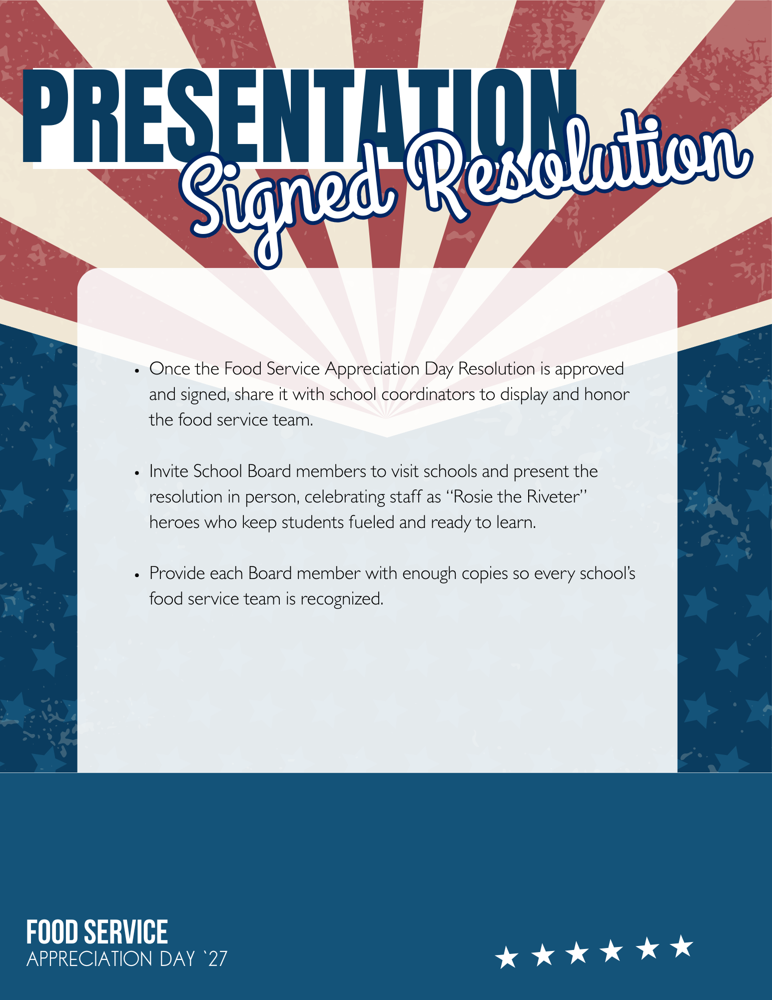 PRESENTATION
Signed Resolution
• Once the Food Service Appreciation Day Resolution is approved
and signed, share it with school coordinators to display and honor
the food service team.
• Invite School Board members to visit schools and present the
resolution in person, celebrating staff as “Rosie the Riveter”
heroes who keep students fueled and ready to learn.
• Provide each Board member with enough copies so every school’s
food service team is recognized.
FOOD SERVICE
APPRECIATION DAY `27